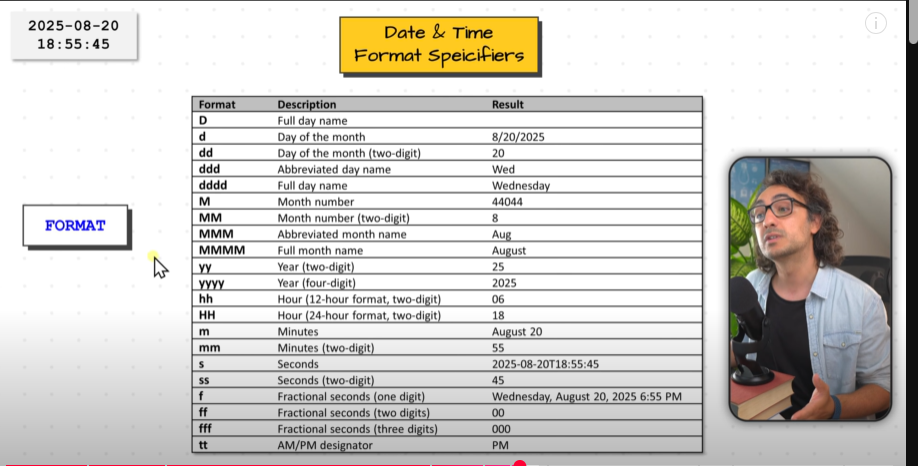 2025-08-20
18:55:45
Date & Time
Format Speicifiers
Format Description Result
D Full day name
d Day of the month 8/20/2025
dd Day of the month (two-digit) 20
ddd Abbreviated day name Wed
dddd Full day name Wednesday
M Month number 44044
MM Month number (two-digit) 8
MMM Abbreviated month name Aug
MMMM Full month name August
yy Year (two-digit) 25
yyyy Year (four-digit) 2025
hh Hour (12-hour format, two-digit) 06
HH Hour (24-hour format, two-digit) 18
m Minutes August 20
mm Minutes (two-digit) 55
s Seconds 2025-08-20T18:55:45
ss Seconds (two-digit) 45
f Fractional seconds (one digit) Wednesday, August 20, 2025 6:55 PM
ff Fractional seconds (two digits) 00
fff Fractional seconds (three digits) 000
tt AM/PM designator PM
FORMAT